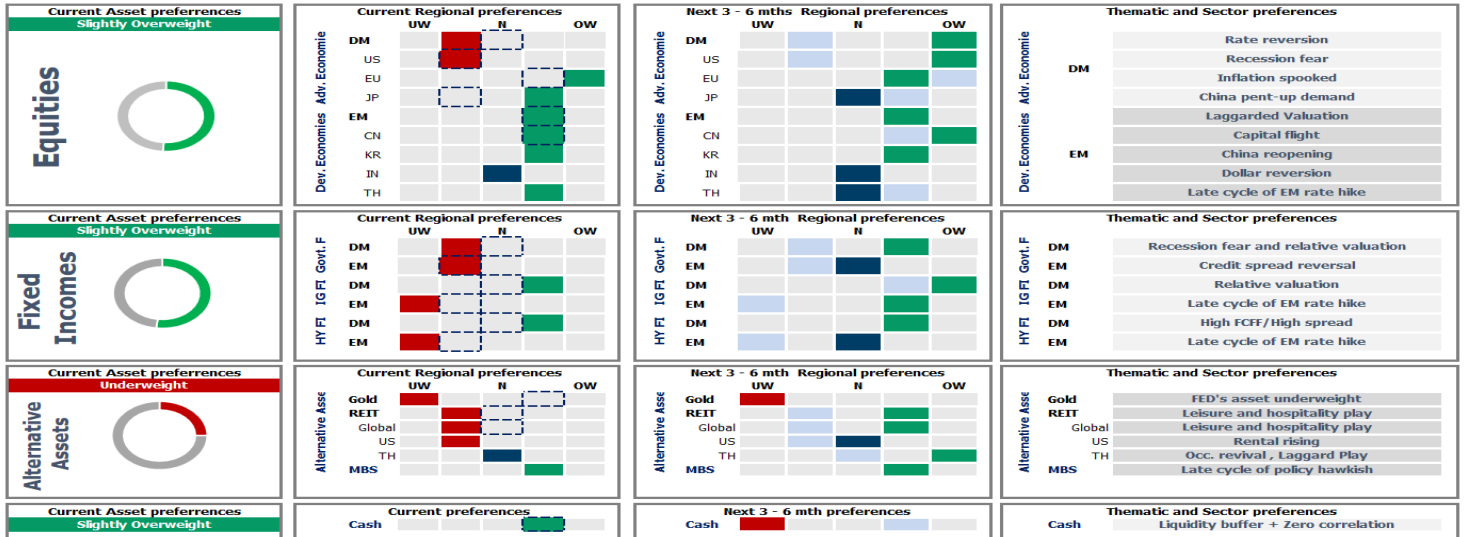 Current Asset preferrences
Slightly Overweight
Equities
Current Regional preferences
UW N OW
Adv. Economie
DM
US
EU
JP
Dev. Economies
EM
CN
KR
IN
TH
Next 3 - 6 mths Regional preferences
UW N OW
Adv. Economie
DM
US
EU
JP
Dev. Economies
EM
CN
KR
IN
TH
Thematic and Sector preferences
Adv. Economie
DM
Rate reversion
Recession fear
Inflation spooked
China pent-up demand
Dev. Economies
EM
Laggarded Valuation
Capital flight
China reopening
Dollar reversion
Late cycle of EM rate hike
Current Asset preferrences
Slightly Overweight
Fixed
Incomes
Current Regional preferences
UW N OW
Govt. F
DM
EM
IG FI
DM
EM
HY FI
DM
EM
Next 3 - 6 mth Regional preferences
UW N OW
Govt. F
DM
EM
IG FI
DM
EM
HY FI
DM
EM
Thematic and Sector preferences
Govt. F
DM Recession fear and relative valuation
EM Credit spread reversal
IG FI
DM Relative valuation
EM Late cycle of EM rate hike
HY FI
DM High FCFF/High spread
EM Late cycle of EM rate hike
Current Asset preferrences
Underweight
Alternative
Assets
Current Regional preferences
UW N OW
Alternative Asse
Gold
REIT
Global
US
TH
MBS
Next 3 - 6 mth Regional preferences
UW N OW
Alternative Asse
Gold
REIT
Global
US
TH
MBS
Thematic and Sector preferences
Alternative Asse
Gold FED's asset underweight
REIT Leisure and hospitality play
Global Leisure and hospitality play
US Rental rising
TH Occ. revival , Laggard Play
MBS Late cycle of policy hawkish
Current Asset preferrences
Slightly Overweight
Current preferences
Cash
Next 3 - 6 mth preferences
Cash
Thematic and Sector preferences
Cash Liquidity buffer + Zero correlation